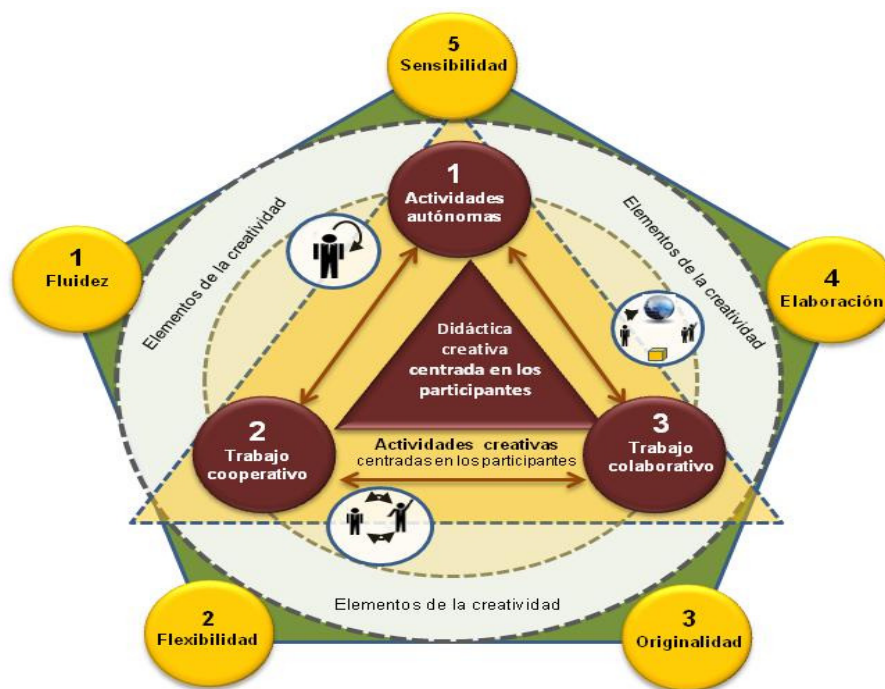 5
Sensibilidad
1
Actividades
autónomas
Elementos de la creatividad
Elementos de la creatividad
1
Fluidez
4
Elaboración
Didáctica
creativa
centrada en los
participantes
2
Trabajo
cooperativo
Actividades creativas
centradas en los participantes
3
Trabajo
colaborativo
Elementos de la creatividad
2
Flexibilidad
3
Originalidad